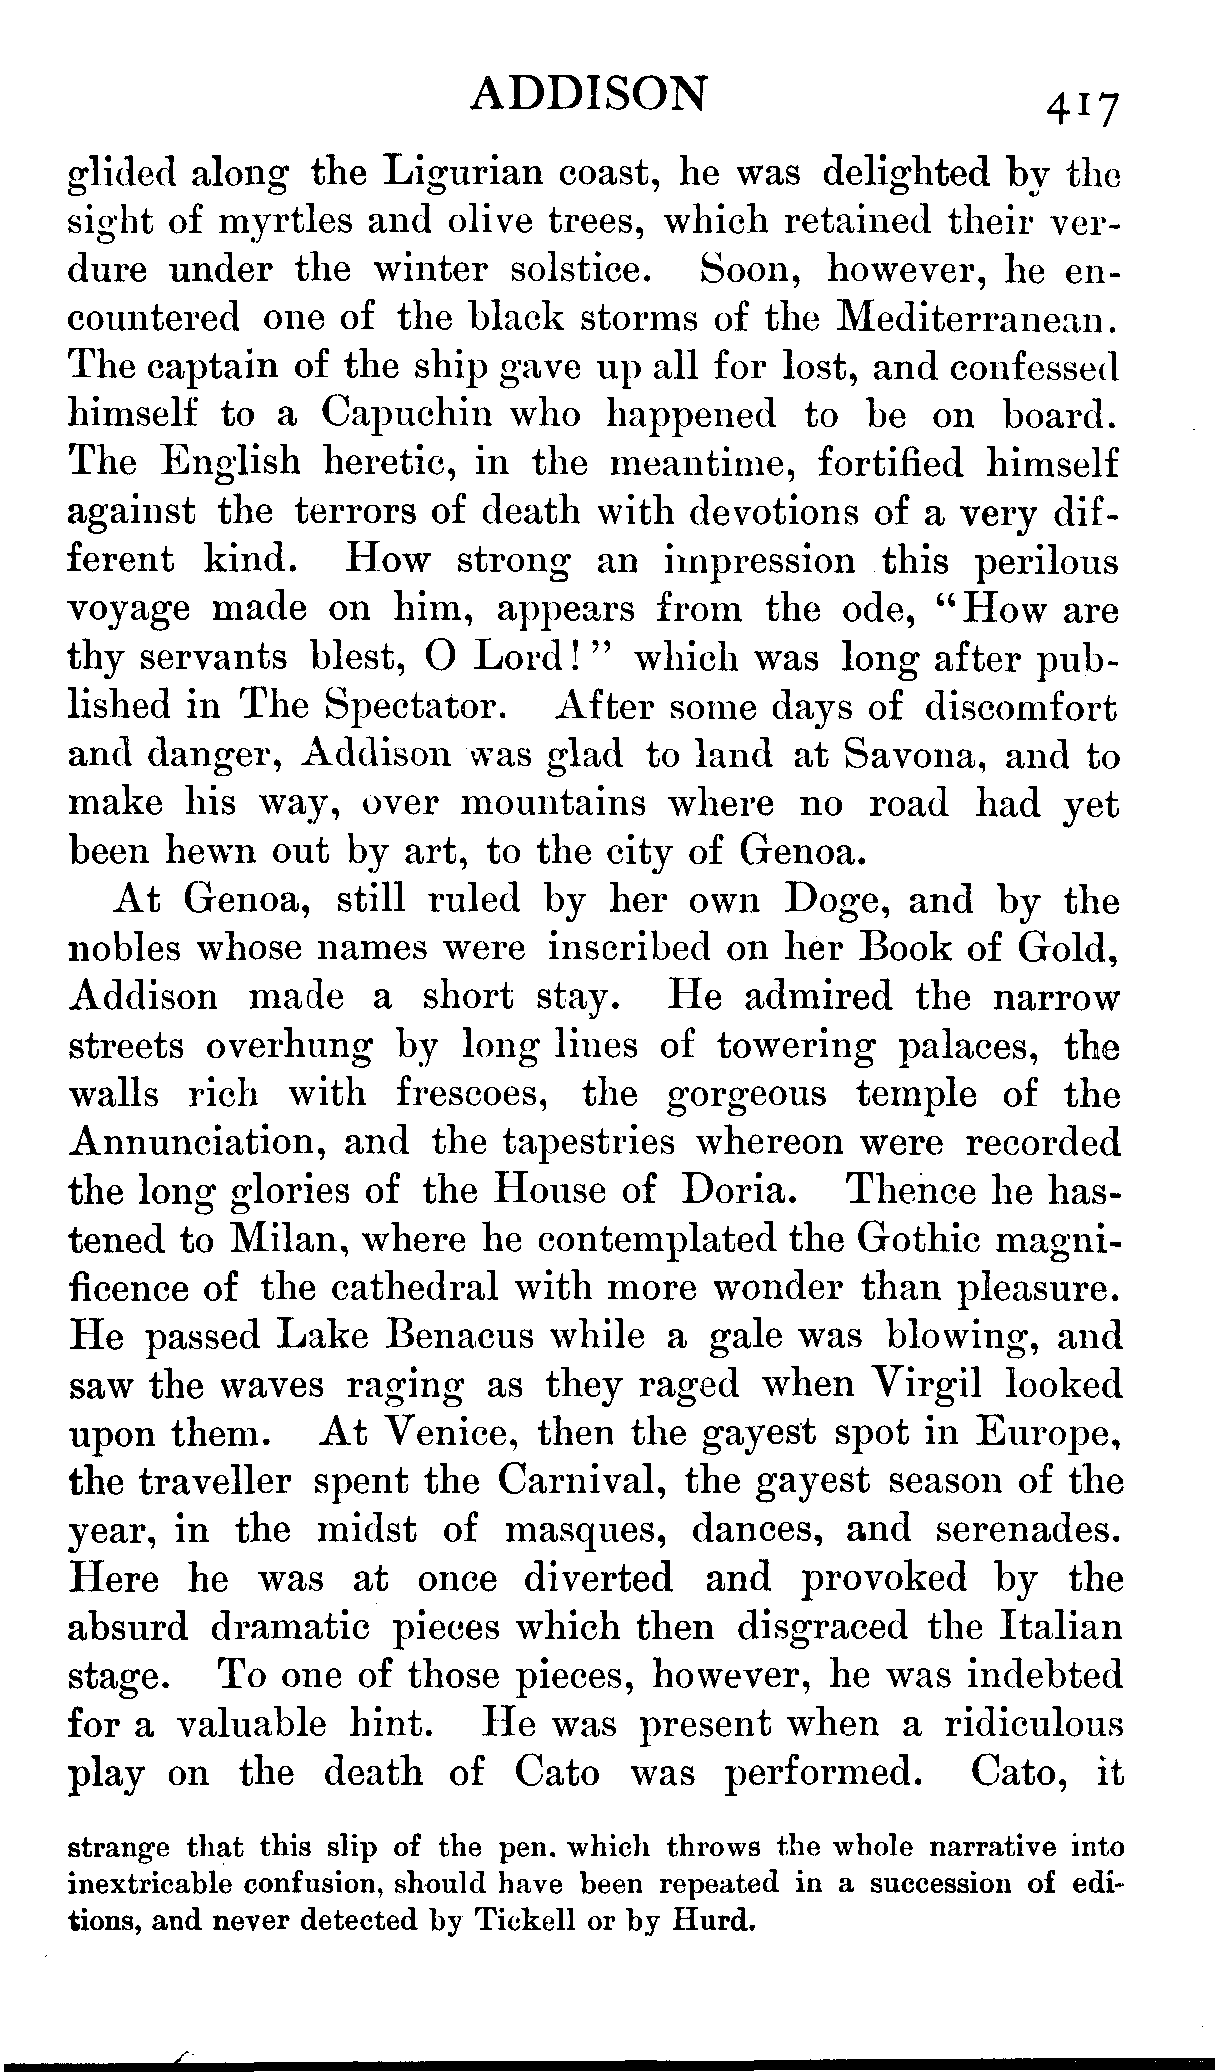 ADDISON 417
glided along the Ligurian coast, he was delighted by the
sight of myrtles and olive trees, which retained their ver-
dure under the winter solstice. Soon, however, he en-
countered one of the black storms of the Mediterranean.
The captain of the ship gave up all for lost, and confessed
himself to a Capuchin who happened to be on board.
The English heretic, in the meantime, fortified himself
against the terrors of death with devotions of a very dif-
ferent kind. How strong an impression this perilous
voyage made on him, appears from the ode, “How are
thy servants blest, O Lord!” which was long after pub-
lished in The Spectator. After some days of discomfort
and danger, Addison was glad to land at Savona, and to
make his way, over mountains where no road had yet
been hewn out by art, to the city of Genoa.
At Genoa, still ruled by her own Doge, and by the
nobles whose names were inscribed on her Book of Gold,
Addison made a short stay. He admired the narrow
streets overhung by long lines of towering palaces, the
walls rich with frescoes, the gorgeous temple of the
Annunciation, and the tapestries whereon were recorded
the long glories of the House of Doria. Thence he has-
tened to Milan, where he contemplated the Gothic magni-
ficence of the cathedral with more wonder than pleasure.
He passed Lake Benacus while a gale was blowing, and
saw the waves raging as they raged when Virgil looked
upon them. At Venice, then the gayest spot in Europe,
the traveller spent the Carnival, the gayest season of the
year, in the midst of masques, dances, and serenades.
Here he was at once diverted and provoked by the
absurd dramatic pieces which then disgraced the Italian
stage. To one of those pieces, however, he was indebted
for a valuable hint. He was present when a ridiculous
play on the death of Cato was performed. Cato, it
strange that this slip of the pen. which throws the whole narrative into
inextricable confusion, should have been repeated in a succession of edi-
tions, and never detected by Tickell or by Hurd.